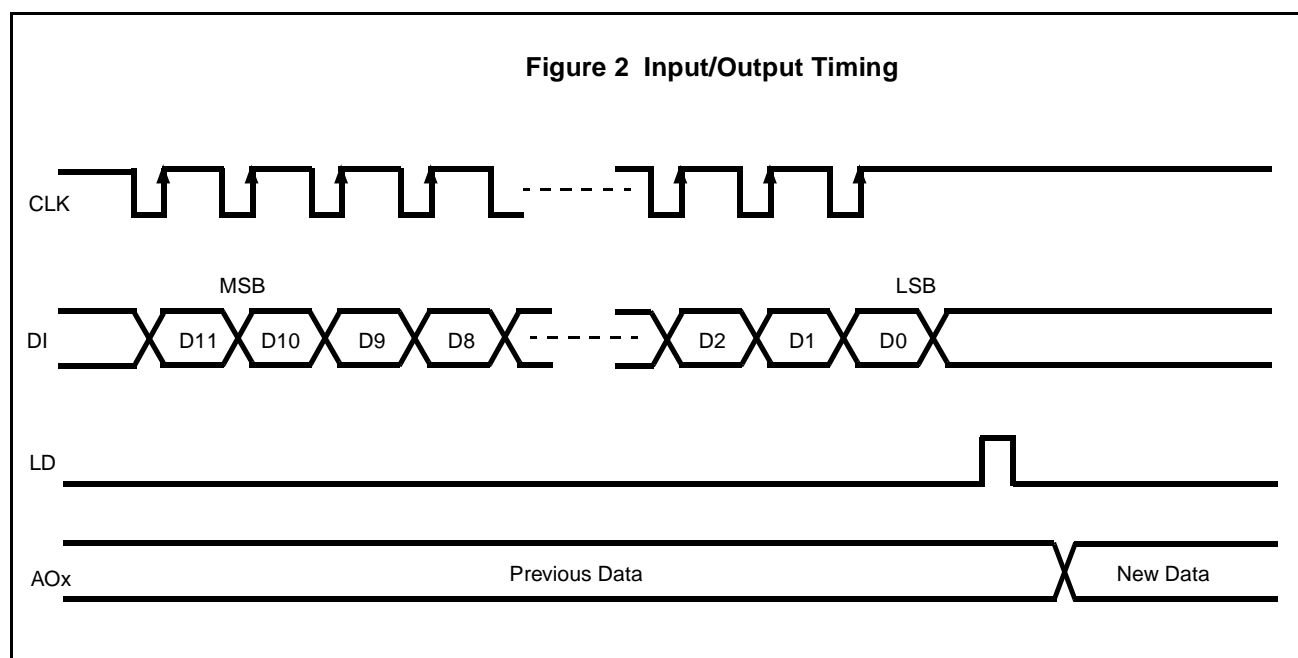 Figure 2  Input/Output Timing
CLK
MSB LSB
DI D11 D10 D9 D8 D2 D1 D0
LD
AOx Previous Data New Data